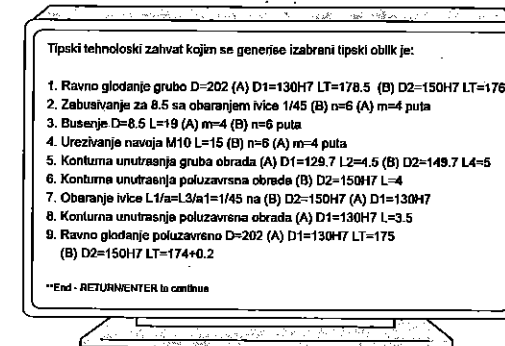 Tipski tehnoloski zahvat kojim se generise izabrani tipski oblik je:
1. Ravno glodanje grubo D=202 (A) D1=130H7 LT=178.5 (B) D2=150H7 LT=176
2. Zabusivanje za 8.5 sa obaranjem ivice 1/45 (B) n=6 (A) m=4 puta
3. Busenje D=8.5 L=19 (A) m=4 (B) n=6 puta
4. Urezivanje navoja M10 L=15 (B) n=6 (A) m=4 puta
5. Konturna unutrasnja gruba obrada (A) D1=129.7 L2=4.5 (B) D2=149.7 L4=5
6. Konturna unutrasnja poluzavrsna obrada (B) D2=150H7 L=4
7. Obaranje ivice L1/a=L3/a1=1/45 na (B) D2=150H7 (A) D1=130H7
8. Konturna unutrasnja poluzavrsna obrada (A) D1=130H7 L=3.5
9. Ravno glodanje poluzavrsno D=202 (A) D1=130H7 LT=175
(B) D2=150H7 LT=174+0.2
**End - RETURN/ENTER to continue